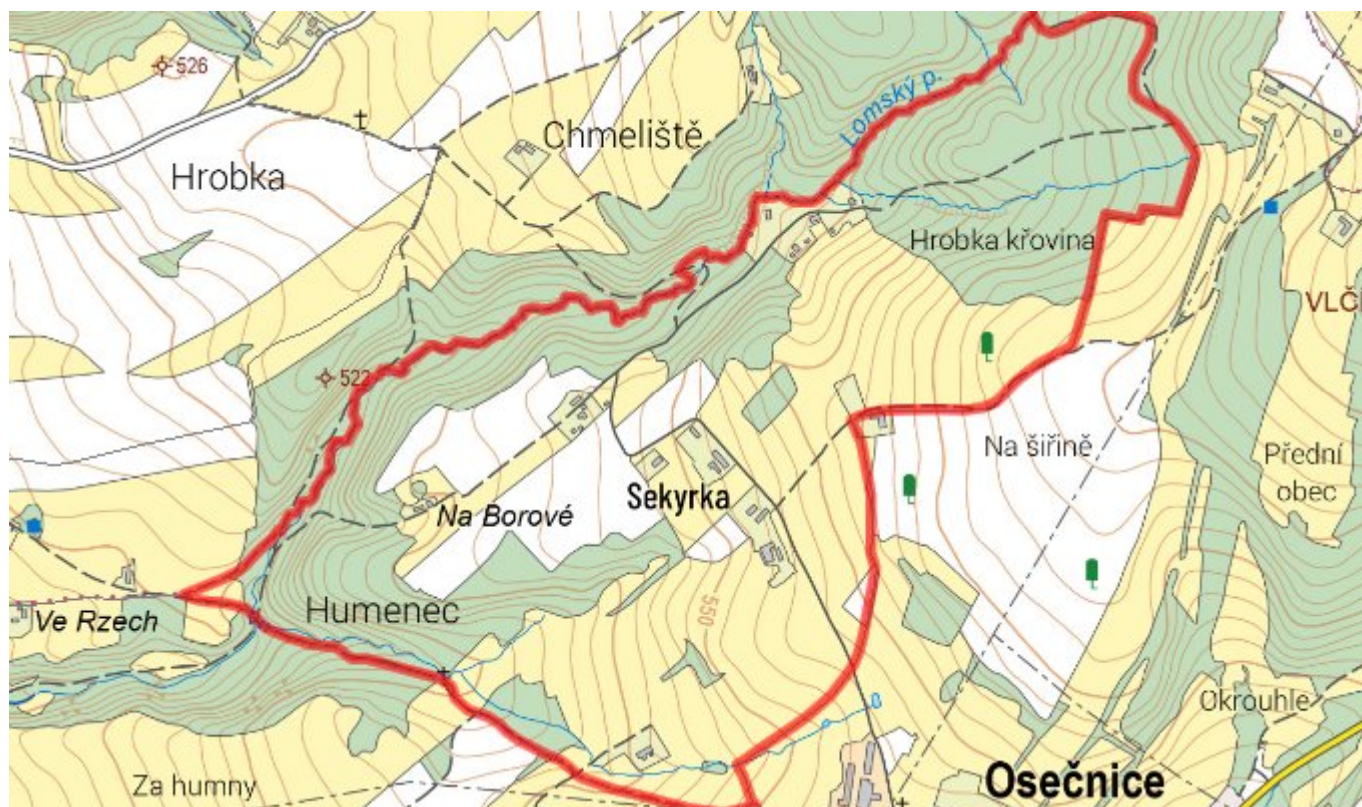 526
Hrobka
Chmeliště
Lomský p.
Hrobka křovina
VLČ
522
Na šiřině
Přední
obec
Sekyrka
Na Borové
Ve Rzech
Humenec
550
Okrouhle
Za humny
Osečnice